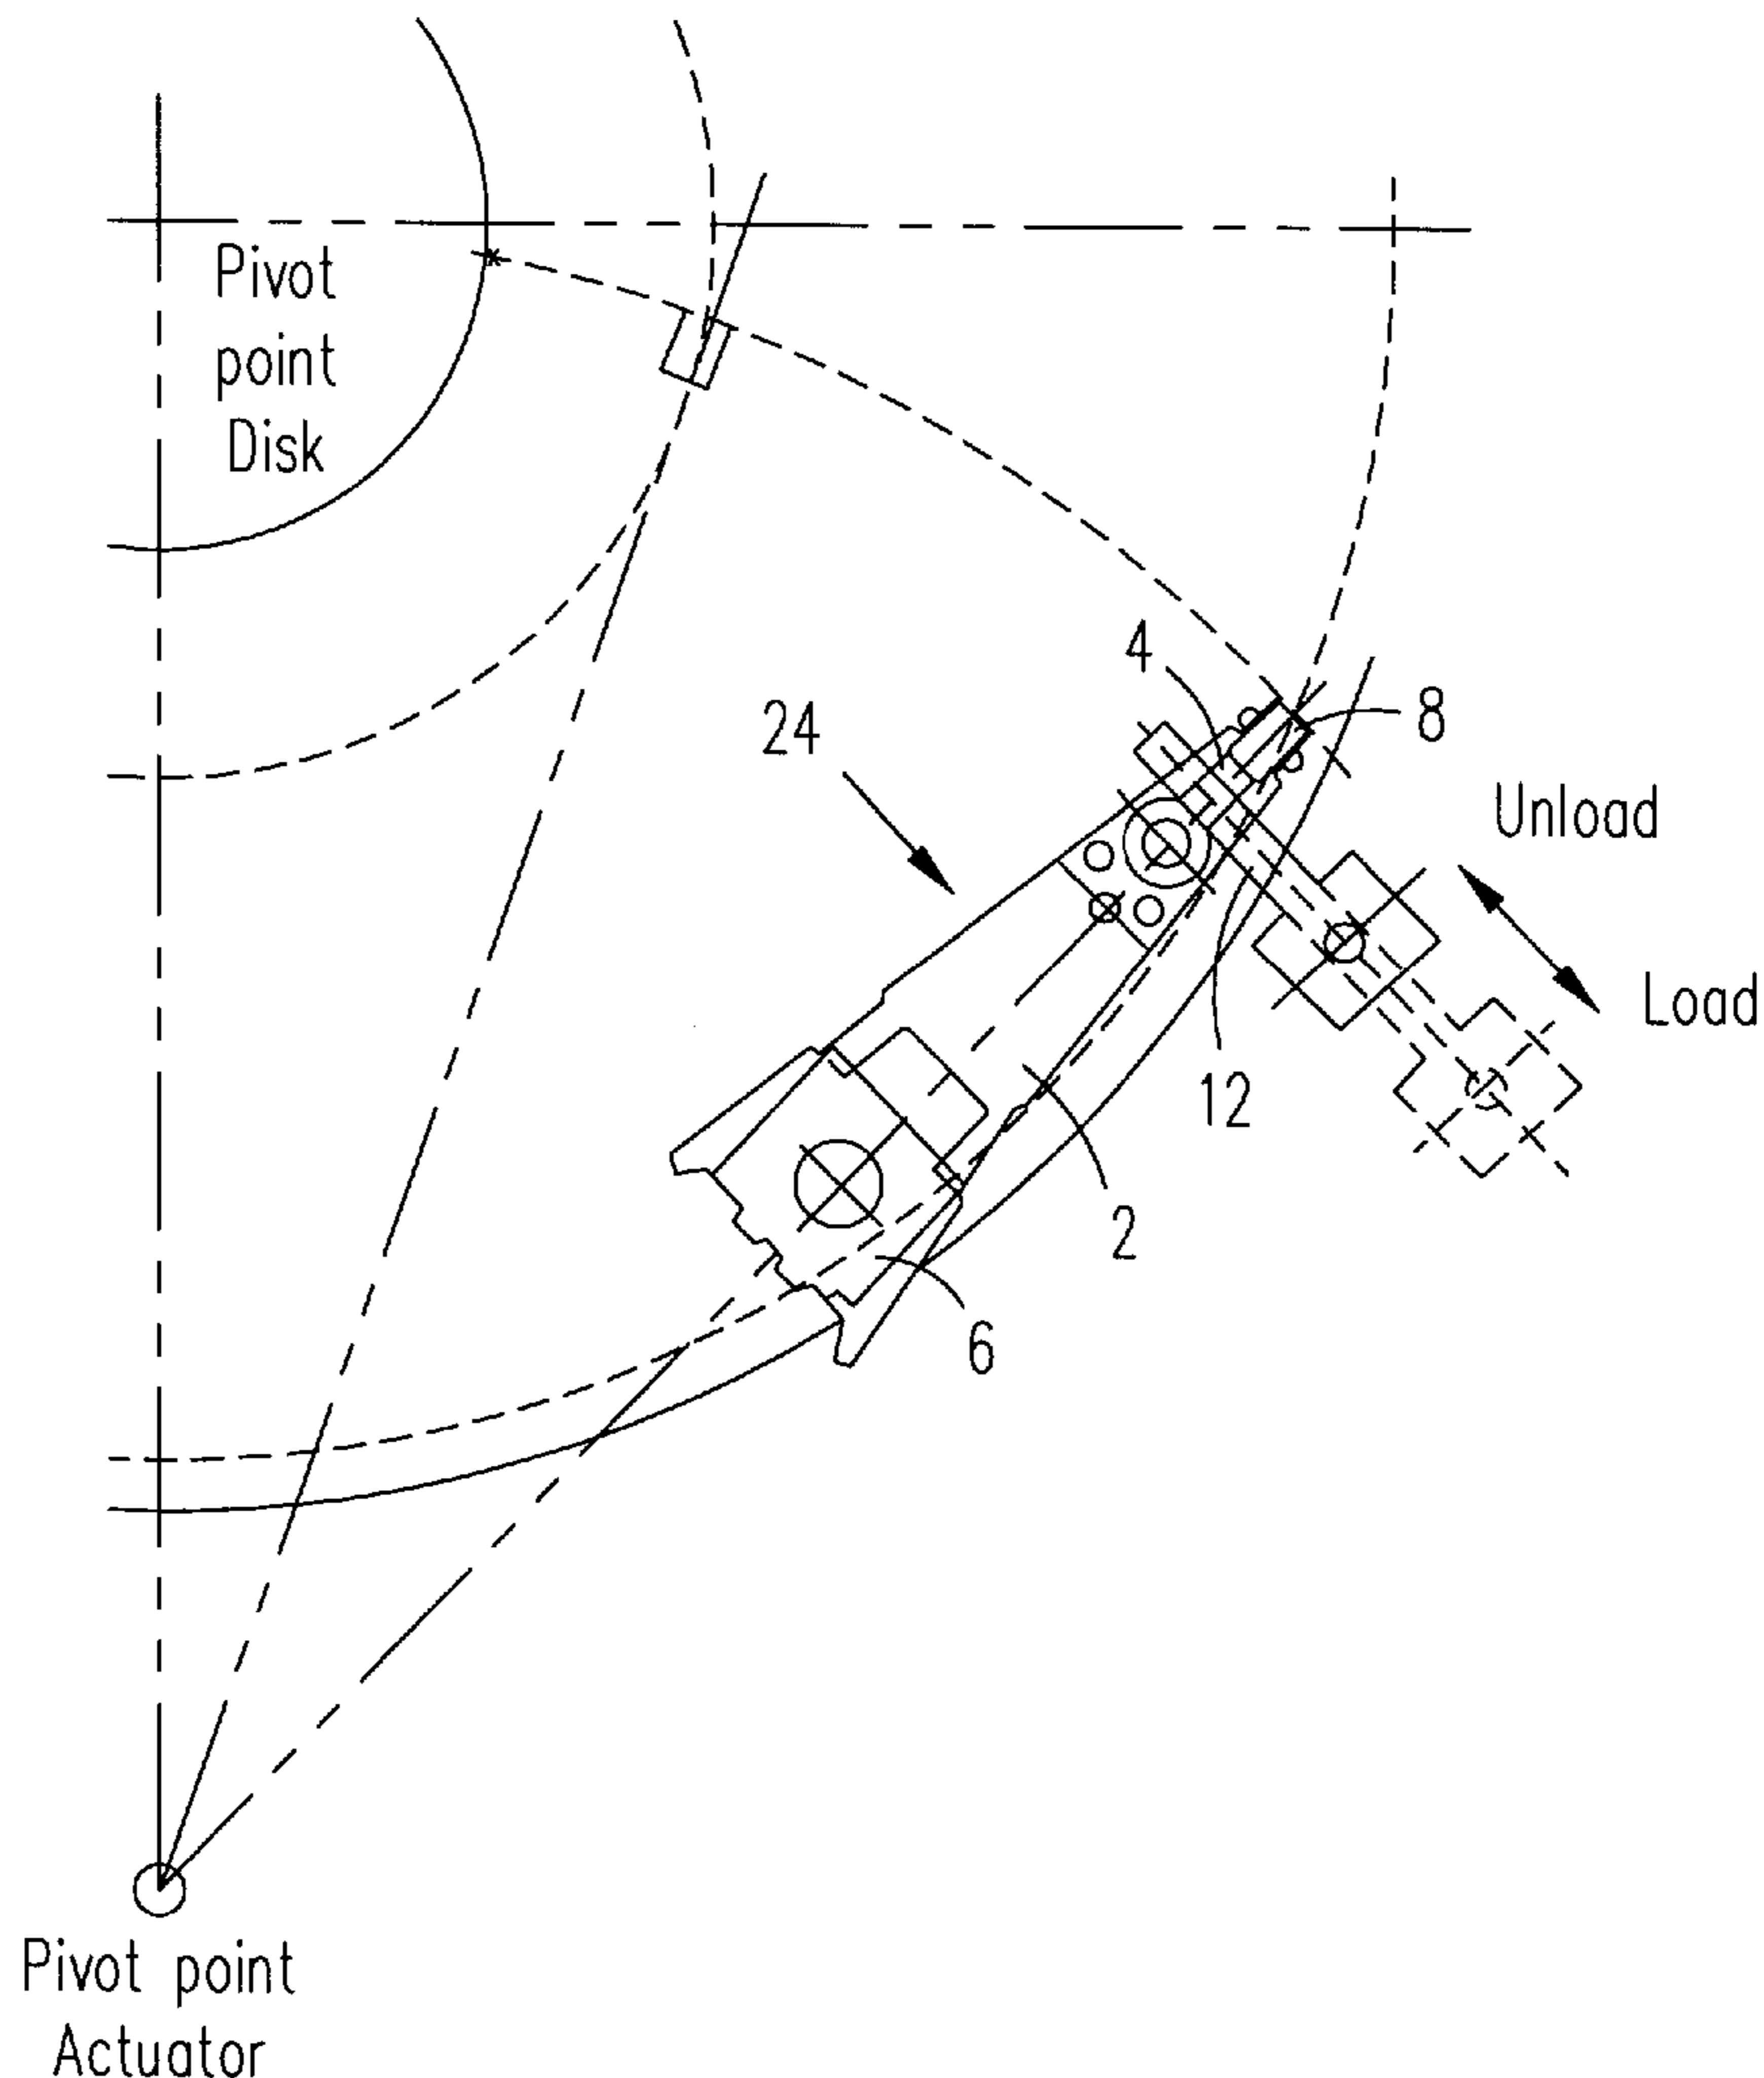 Pivot
point
Disk
4
8
24
Unload
Load
12
2
6
Pivot point
Actuator